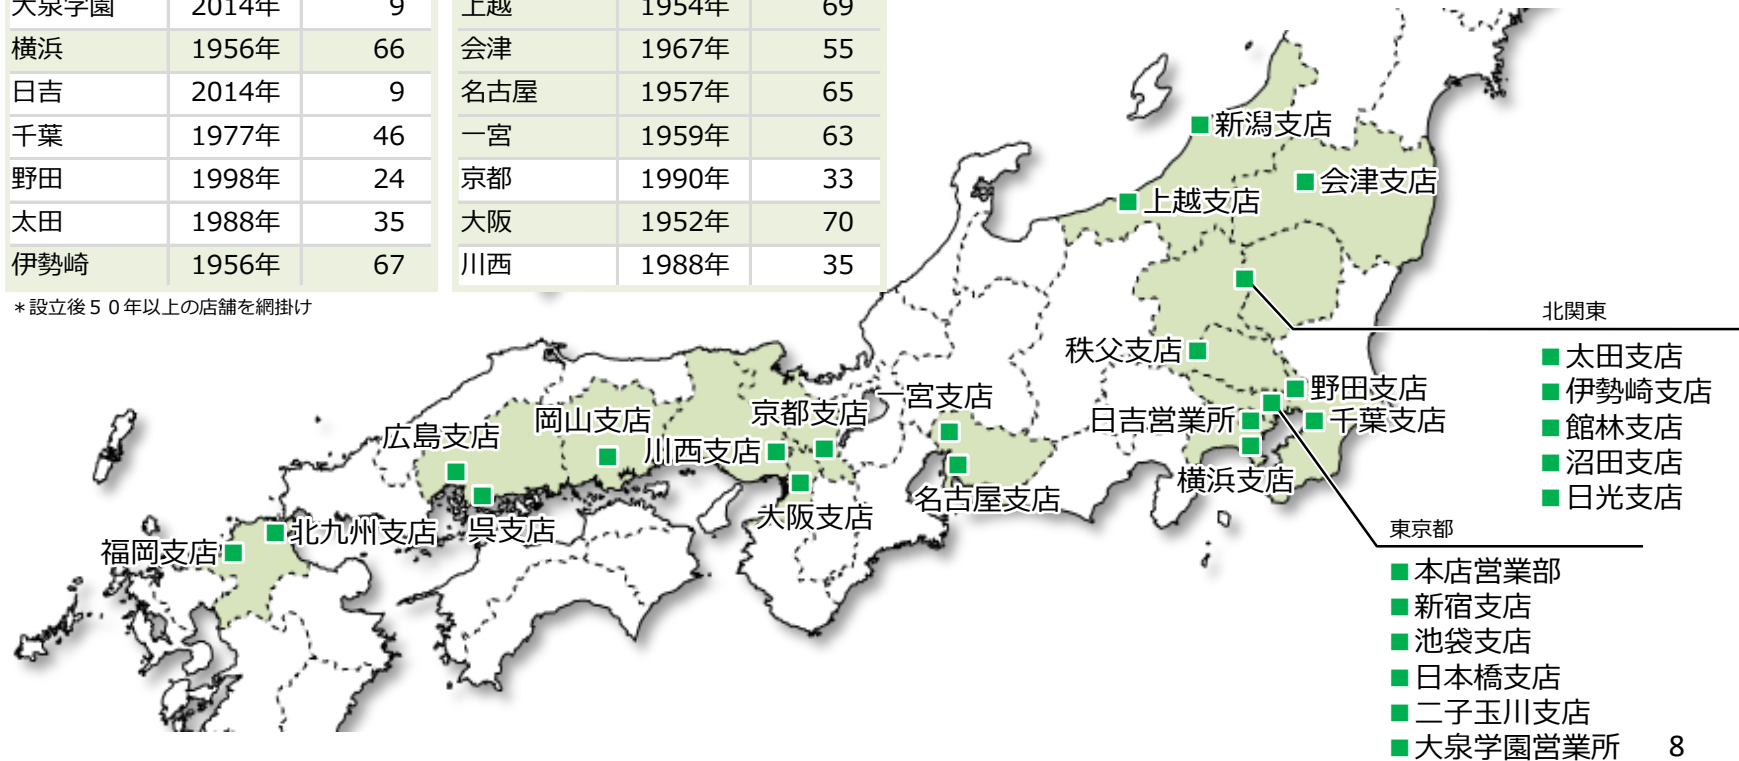 大泉学園 2014年 9
横浜 1956年 66
日吉 2014年 9
千葉 1977年 46
野田 1998年 24
太田 1988年 35
伊勢崎 1956年 67
＊設立後５０年以上の店舗を網掛け
上越 1954年 69
会津 1967年 55
名古屋 1957年 65
一宮 1959年 63
京都 1990年 33
大阪 1952年 70
川西 1988年 35
新潟支店
会津支店
上越支店
秩父支店
野田支店
日吉営業所
千葉支店
横浜支店
一宮支店
名古屋支店
京都支店
岡山支店
川西支店
広島支店
大阪支店
呉支店
北九州支店
福岡支店
北関東
■太田支店
■伊勢崎支店
■館林支店
■沼田支店
■日光支店
東京都
■本店営業部
■新宿支店
■池袋支店
■日本橋支店
■二子玉川支店
■大泉学園営業所
8